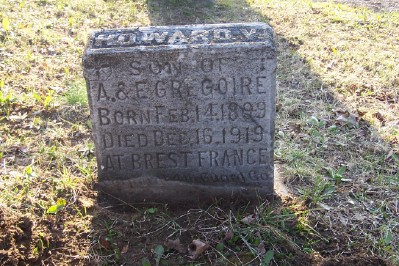 HOWARD V.
SON OF
A. & E. GREGOIRE
BORN FEB. 14. 1899
DIED DEC. 16. 1919
AT BREST. FRANCE